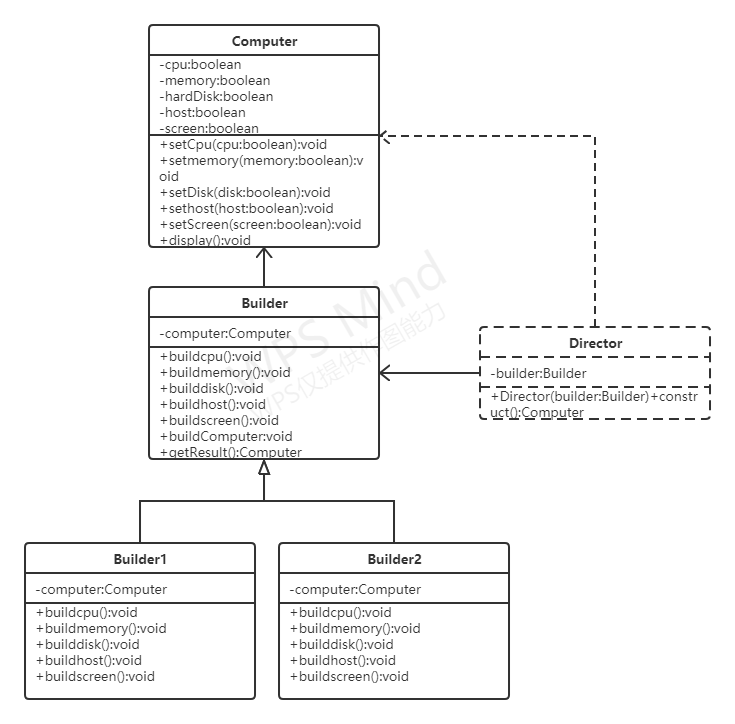 Computer
-cpu:boolean
-memory:boolean
-hardDisk:boolean
-host:boolean
-screen:boolean
+setCpu(cpu:boolean):void
+setmemory(memory:boolean):v
oid
+setDisk(disk:boolean):void
+sethost(host:boolean):void
+setScreen(screen:boolean):void
+display():void
Builder
-computer:Computer
+buildcpu():void
+buildmemory():void
+builddisk():void
+buildhost():void
+buildscreen():void
+buildComputer:void
+getResult():Computer
Director
-builder:Builder
+Director(builder:Builder)+constr
uct():Computer
Builder1
-computer:Computer
+buildcpu():void
+buildmemory():void
+builddisk():void
+buildhost():void
+buildscreen():void
Builder2
-computer:Computer
+buildcpu():void
+buildmemory():void
+builddisk():void
+buildhost():void
+buildscreen():void
WPS Mind
WPS仅提供作图能力